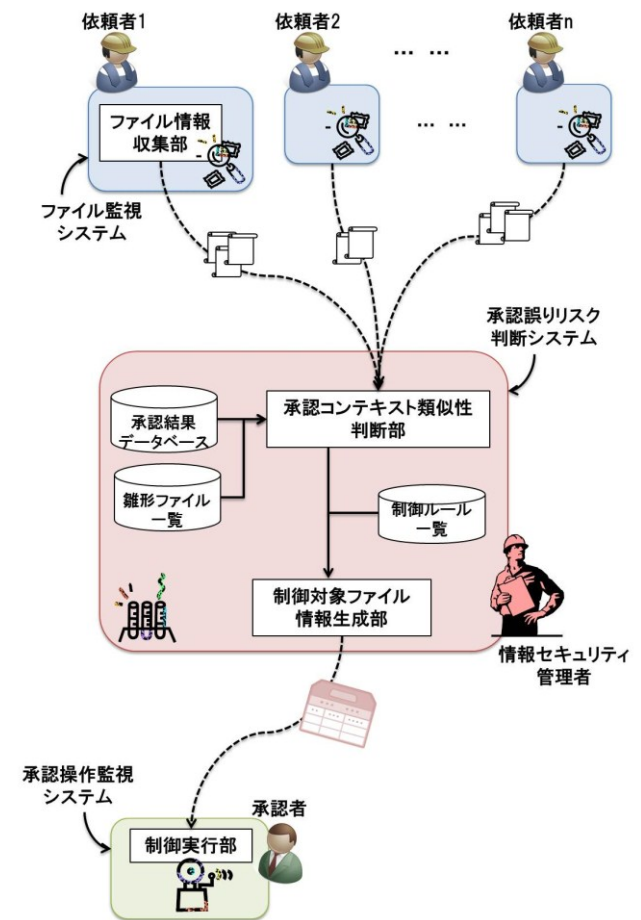 依頼者1
依頼者2
... ...
依頼者n
ファイル情報
収集部
... ...
ファイル監視
システム
承認誤りリスク
判断システム
承認コンテキスト類似性
判断部
承認結果
データベース
雛形ファイル
一覧
制御ルール
一覧
制御対象ファイル
情報生成部
情報セキュリティ
管理者
承認操作監視
システム
承認者
制御実行部